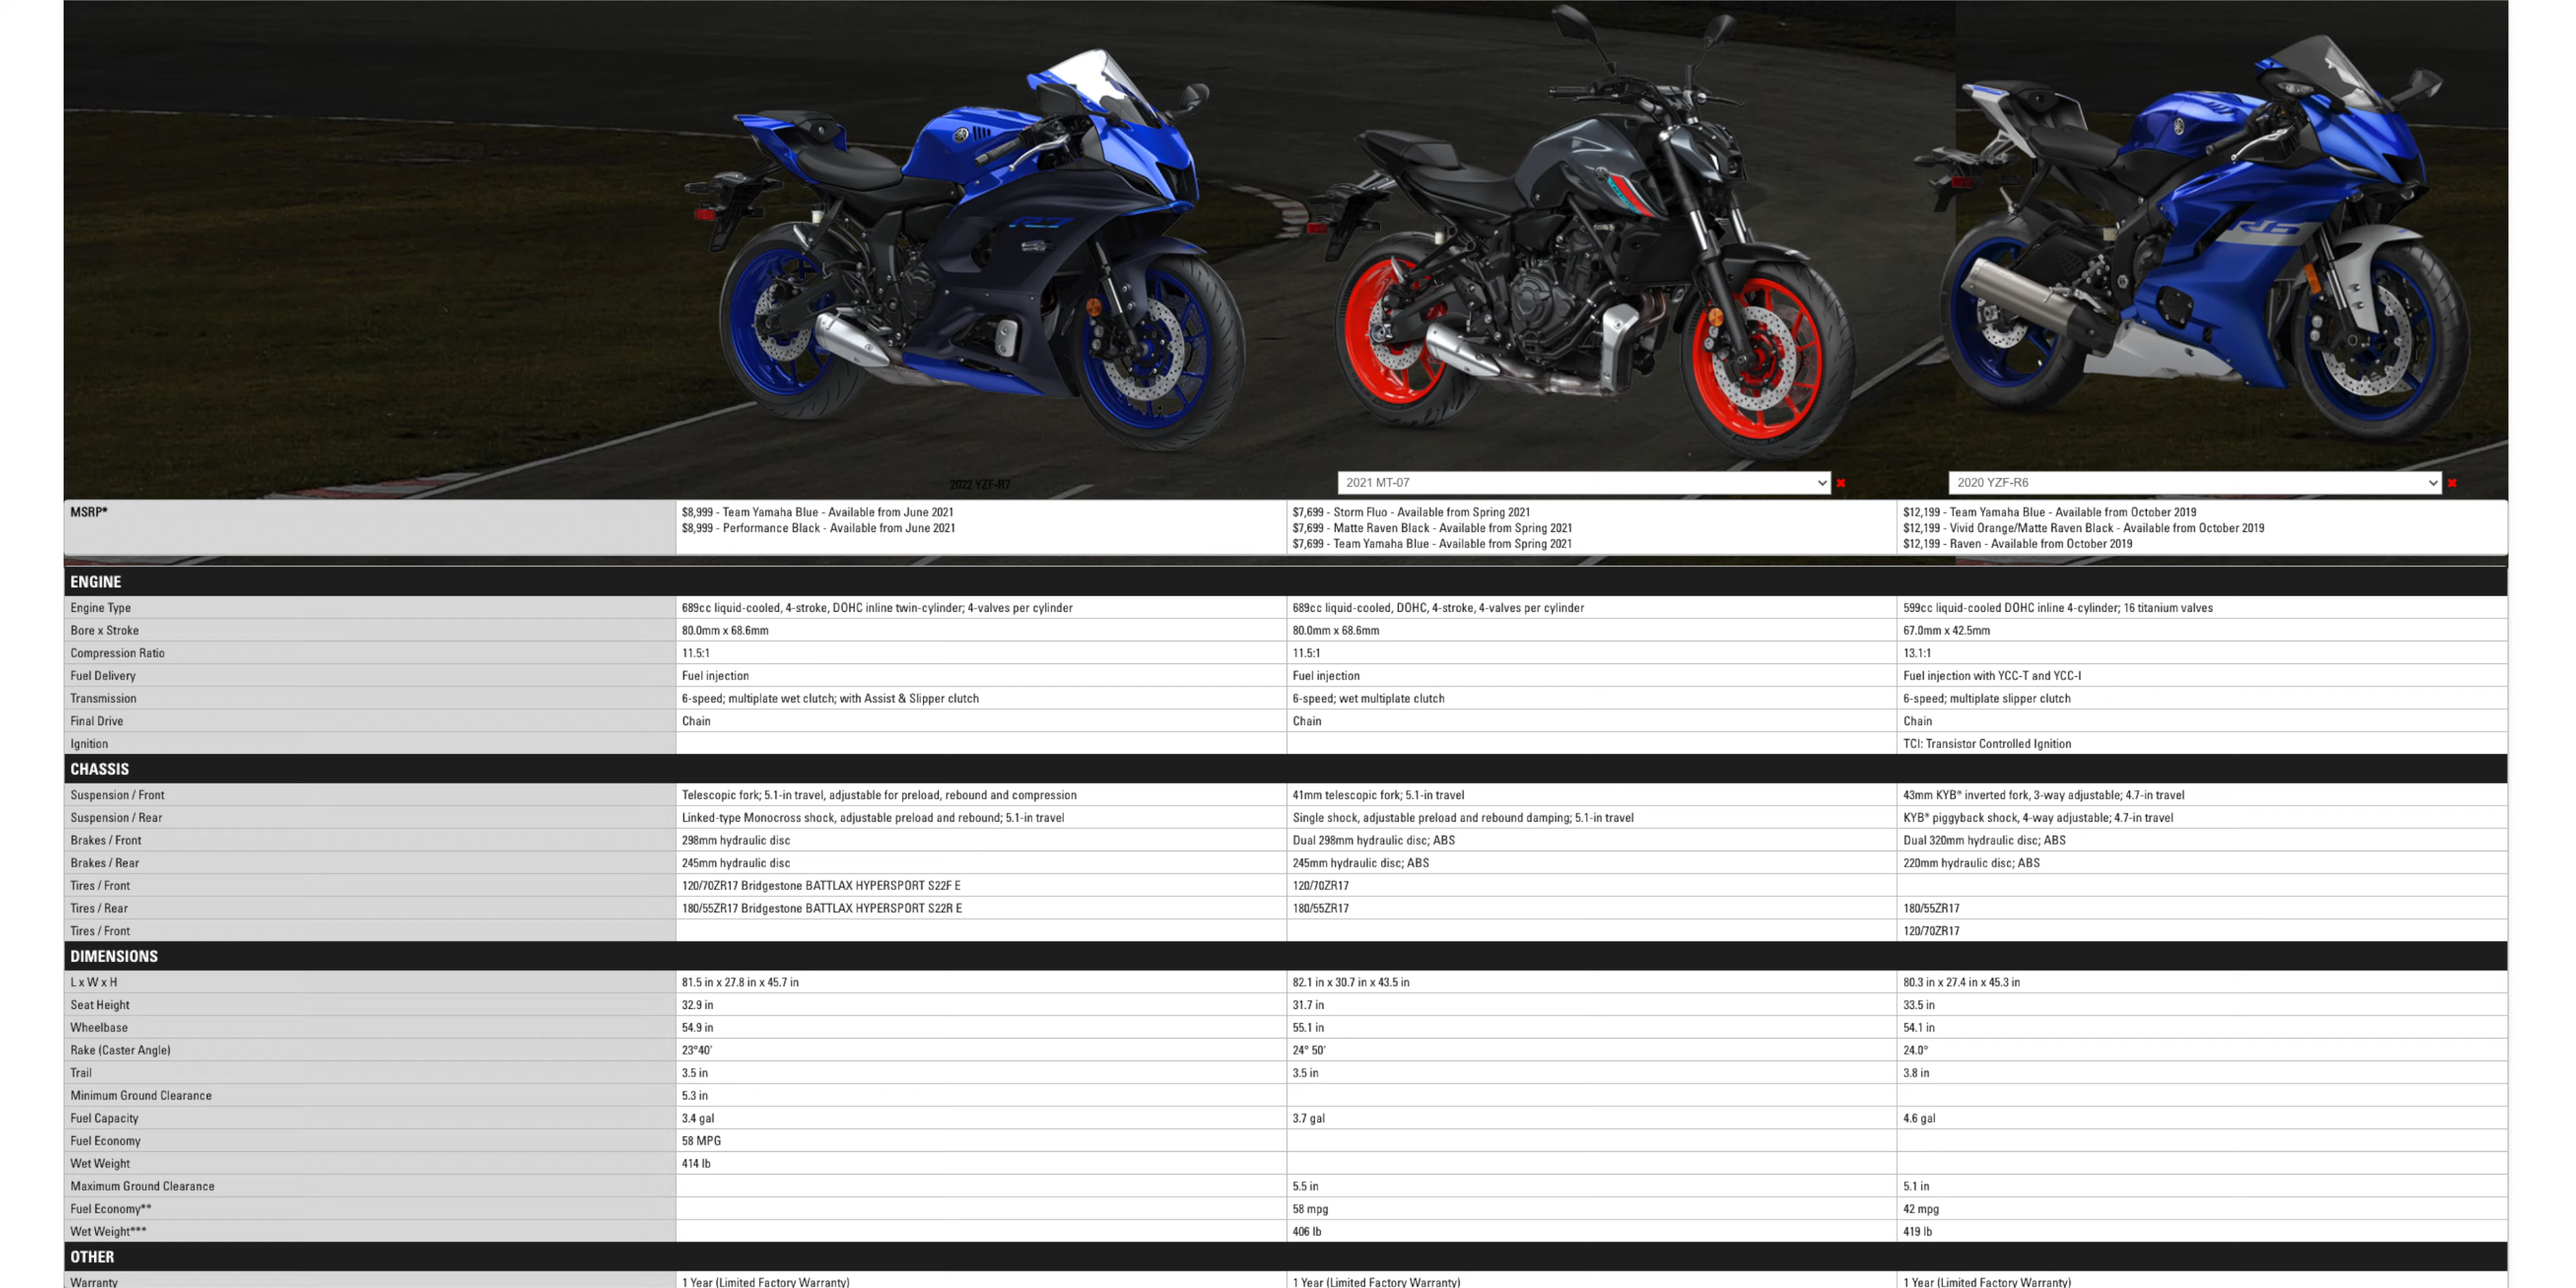 R7
R6
2022 YZF-R7
2021 MT-07
2020 YZF-R6
MSRP*
$8,999 - Team Yamaha Blue - Available from June 2021
$8,999 - Performance Black - Available from June 2021
$7,699 - Storm Fluo - Available from Spring 2021
$7,699 - Matte Raven Black - Available from Spring 2021
$7,699 - Team Yamaha Blue - Available from Spring 2021
$12,199 - Team Yamaha Blue - Available from October 2019
$12,199 - Vivid Orange/Matte Raven Black - Available from October 2019
$12,199 - Raven - Available from October 2019
ENGINE
Engine Type 689cc liquid-cooled, 4-stroke, DOHC inline twin-cylinder; 4-valves per cylinder 689cc liquid-cooled, DOHC, 4-stroke, 4-valves per cylinder 599cc liquid-cooled DOHC inline 4-cylinder; 16 titanium valves
Bore x Stroke 80.0mm x 68.6mm 80.0mm x 68.6mm 67.0mm x 42.5mm
Compression Ratio 11.5:1 11.5:1 13.1:1
Fuel Delivery Fuel injection Fuel injection Fuel injection with YCC-T and YCC-I
Transmission 6-speed; multiplate wet clutch; with Assist & Slipper clutch 6-speed; wet multiplate clutch 6-speed; multiplate slipper clutch
Final Drive Chain Chain Chain
Ignition TCI: Transistor Controlled Ignition
CHASSIS
Suspension / Front Telescopic fork; 5.1-in travel, adjustable for preload, rebound and compression 41mm telescopic fork; 5.1-in travel 43mm KYB® inverted fork, 3-way adjustable; 4.7-in travel
Suspension / Rear Linked-type Monocross shock, adjustable preload and rebound; 5.1-in travel Single shock, adjustable preload and rebound damping; 5.1-in travel KYB® piggyback shock, 4-way adjustable; 4.7-in travel
Brakes / Front 298mm hydraulic disc Dual 298mm hydraulic disc; ABS Dual 320mm hydraulic disc; ABS
Brakes / Rear 245mm hydraulic disc 245mm hydraulic disc; ABS 220mm hydraulic disc; ABS
Tires / Front 120/70ZR17 Bridgestone BATTLAX HYPERSPORT S22F E 120/70ZR17
Tires / Rear 180/55ZR17 Bridgestone BATTLAX HYPERSPORT S22R E 180/55ZR17 180/55ZR17
Tires / Front 120/70ZR17
DIMENSIONS
L x W x H 81.5 in x 27.8 in x 45.7 in 82.1 in x 30.7 in x 43.5 in 80.3 in x 27.4 in x 45.3 in
Seat Height 32.9 in 31.7 in 33.5 in
Wheelbase 54.9 in 55.1 in 54.1 in
Rake (Caster Angle) 23°40' 24° 50' 24.0°
Trail 3.5 in 3.5 in 3.8 in
Minimum Ground Clearance 5.3 in
Fuel Capacity 3.4 gal 3.7 gal 4.6 gal
Fuel Economy 58 MPG
Wet Weight 414 lb
Maximum Ground Clearance 5.5 in 5.1 in
Fuel Economy** 58 mpg 42 mpg
Wet Weight*** 406 lb 419 lb
OTHER
Warranty 1 Year (Limited Factory Warranty) 1 Year (Limited Factory Warranty) 1 Year (Limited Factory Warranty)